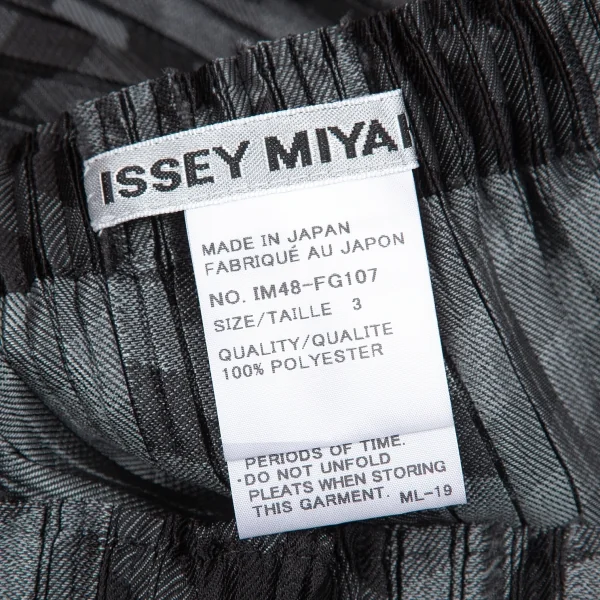 ISSEY MIYAK
MADE IN JAPAN
FABRIQUÉ AU JAPON
NO. IM48-FG107
SIZE/TAILLE 3
QUALITY/QUALITE
100% POLYESTER
PERIODS OF TIME.
・DO NOT UNFOLD
PLEATS WHEN STORING
THIS GARMENT. ML-19